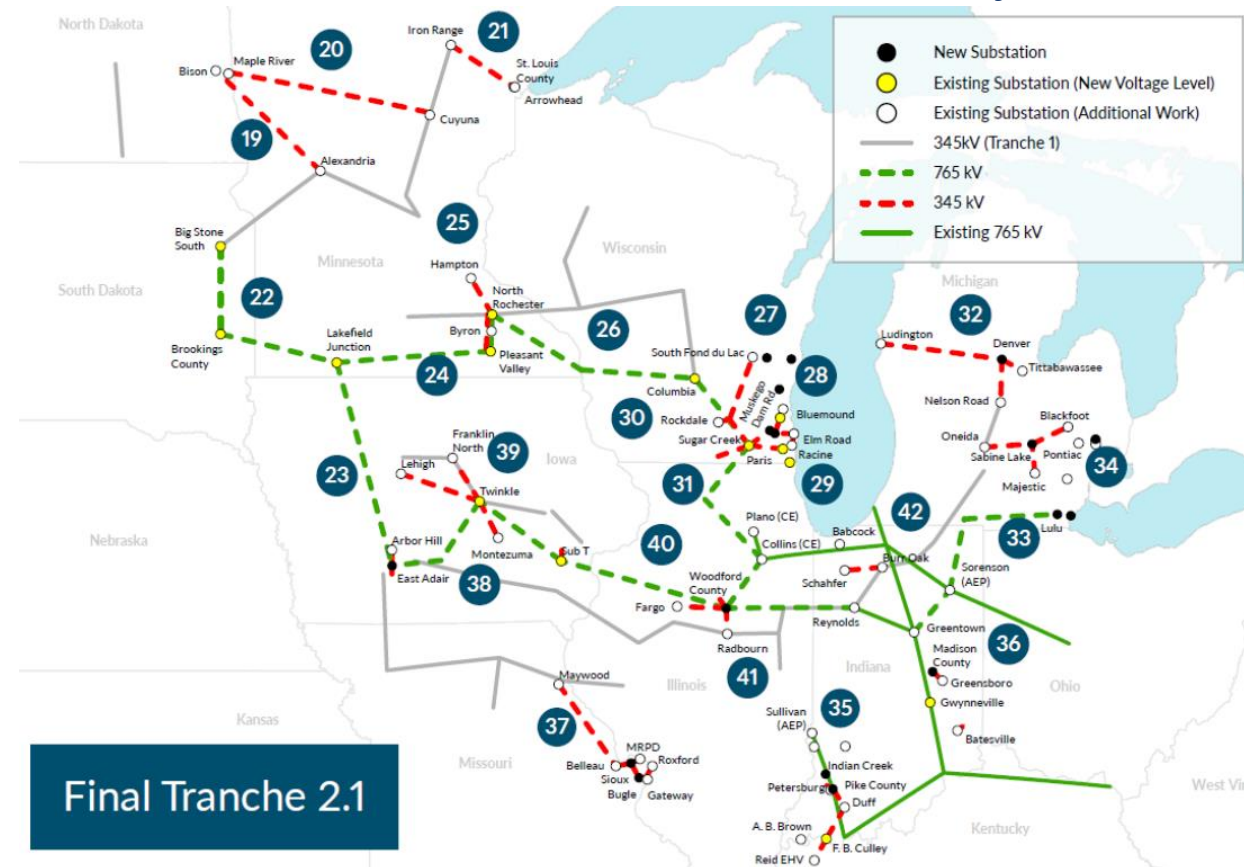 North Dakota
20
Iron Range
21
Bison
Maple River
St. Louis
County
Arrowhead
Cuyuna
19
Alexandria
New Substation
Existing Substation (New Voltage Level)
Existing Substation (Additional Work)
345kV (Tranche 1)
765 kV
345 kV
Existing 765 kV
Big Stone
South
Minnesota
25
Hampton
Wisconsin
Michigan
South Dakota
22
North
Rochester
26
27
32
Byron
Ludington
Denver
Brookings
County
Lakefield
Junction
24
Pleasant
Valley
South Fond du Lac
28
Tittabawassee
Columbia
Muskego
Dam Rd
Nelson Road
30
Rockdale
Bluemound
Blackfoot
Sugar Creek
Elm Road
Oneida
Franklin
North
39
Iowa
Paris
Racine
Sabine Lake
Pontiac
34
Lehigh
23
Twinkle
31
29
Majestic
Nebraska
Plano (CE)
Babcock
42
33
Lulu
Arbor Hill
Montezuma
Sub T
40
Collins (CE)
Burr Oak
East Adair
38
Woodford
County
Schahfer
Sorenson
(AEP)
Fargo
Reynolds
Greentown
Radbourn
36
Maywood
Illinois
41
Indiana
Madison
County
Greensboro
Ohio
Kansas
37
Sullivan
(AEP)
35
Gwynneville
Missouri
Belleau
MRPD
Roxford
Batesville
Sioux
Bugle
Gateway
Indian Creek
Petersburg
Pike County
Duff
West Vir
A. B. Brown
F. B. Culley
Kentucky
Reid EHV
Final Tranche 2.1